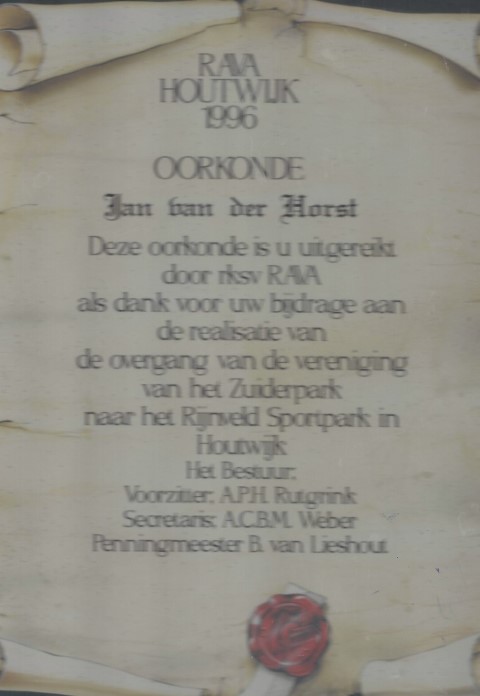 RAVA
HOUTWIJK
1996
OORKONDE
Jan van der Horst
Deze oorkonde is u uitgereikt
door rksv RAVA
als dank voor uw bijdrage aan
de realisatie van
de overgang van de vereniging
van het Zuiderpark
naar het Rijnveld Sportpark in
Houtwijk
Het Bestuur:
Voorzitter: A.P.H. Rutgrink
Secretaris: A.C.B.M. Weber
Penningmeester B. van Lieshout